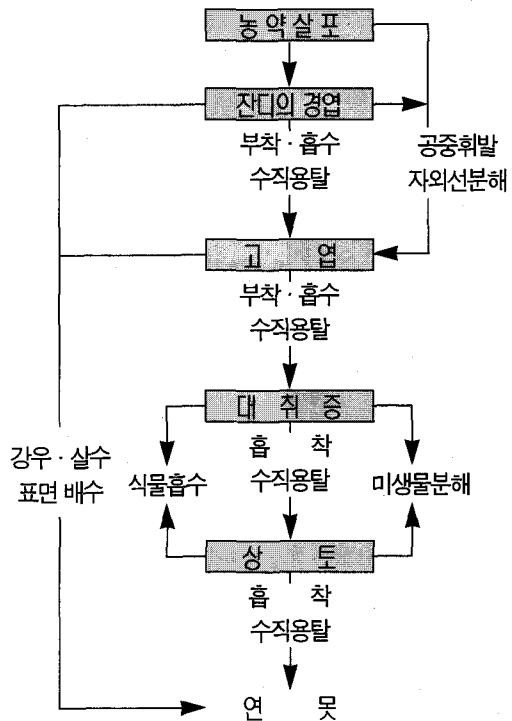 농약살포
잔디의 경엽
부착 · 흡수
수직용탈
공중휘발
자외선분해
고 엽
부착 · 흡수
수직용탈
대 취 층
흡 착
수직용탈
강우 · 살수
표면 배수
식물흡수
미생물분해
상 토
흡 착
수직용탈
연 못